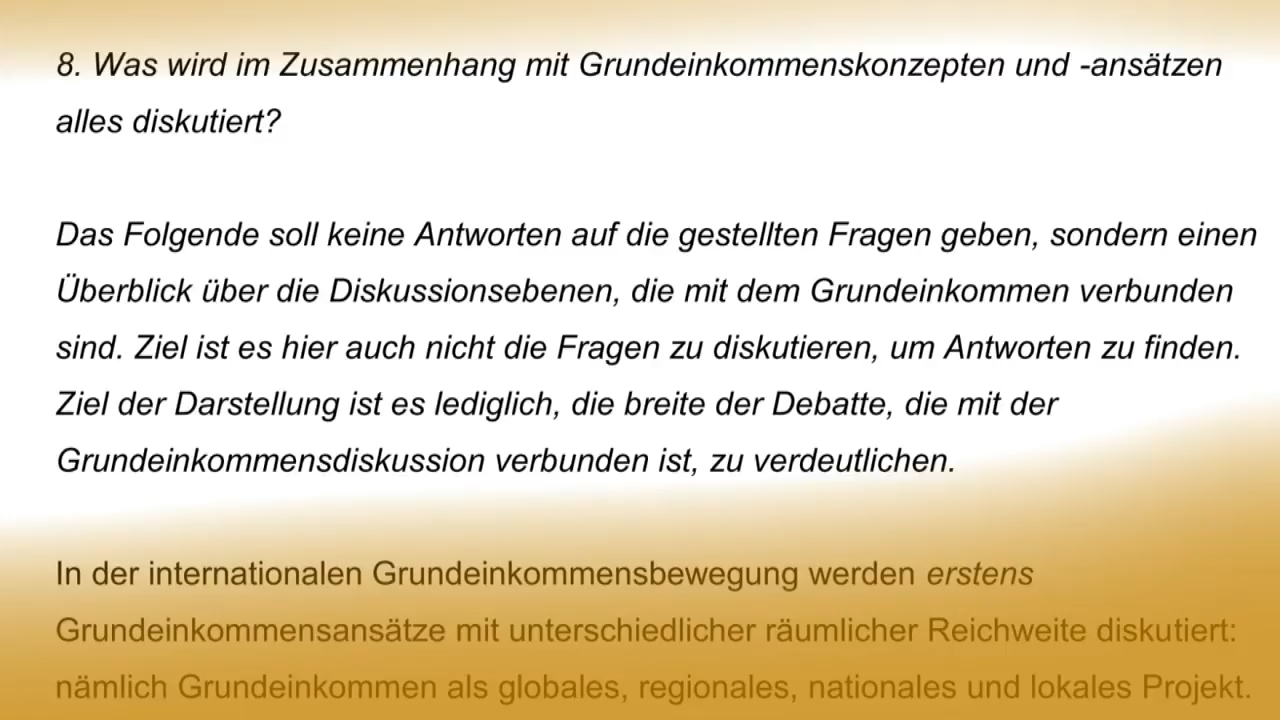 8. Was wird im Zusammenhang mit Grundeinkommenskonzepten und -ansätzen
alles diskutiert?
Das Folgende soll keine Antworten auf die gestellten Fragen geben, sondern einen
Überblick über die Diskussionsebenen, die mit dem Grundeinkommen verbunden
sind. Ziel ist es hier auch nicht die Fragen zu diskutieren, um Antworten zu finden.
Ziel der Darstellung ist es lediglich, die breite der Debatte, die mit der
Grundeinkommensdiskussion verbunden ist, zu verdeutlichen.
In der internationalen Grundeinkommensbewegung werden erstens
Grundeinkommensansätze mit unterschiedlicher räumlicher Reichweite diskutiert:
nämlich Grundeinkommen als globales, regionales, nationales und lokales Projekt.